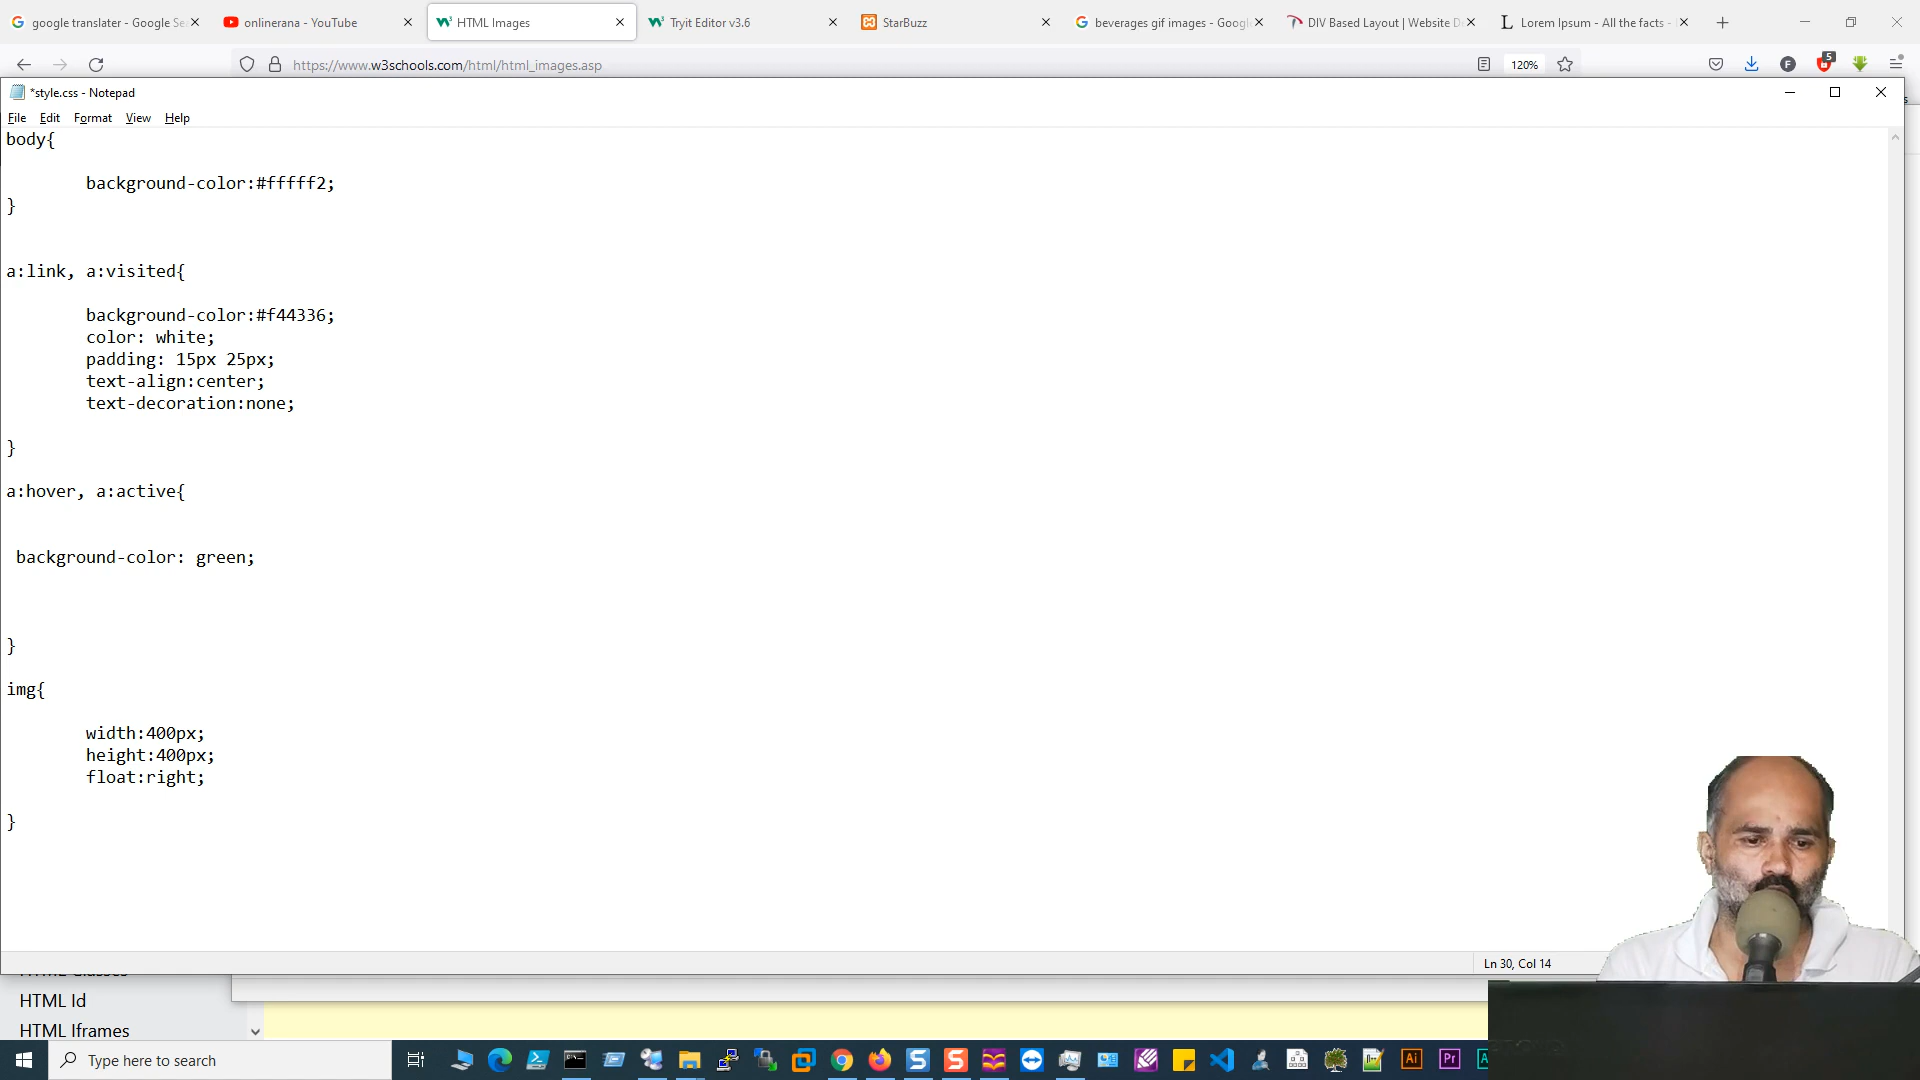 google translater - Google Se
onlinerana - YouTube
HTML Images
Tryit Editor v3.6
StarBuzz
beverages gif images - Googl
DIV Based Layout | Website D
Lorem Ipsum - All the facts -
https://www.w3schools.com/html/html_images.asp
120%
5
*style.css - Notepad
File Edit Format View Help
body{
background-color:#fffff2;
}
a:link, a:visited{
background-color:#f44336;
color: white;
padding: 15px 25px;
text-align:center;
text-decoration:none;
}
a:hover, a:active{
background-color: green;
}
img{
width:400px;
height:400px;
float:right;
}
Ln 30, Col 14
HTML Classes
HTML Id
HTML Iframes
Type here to search